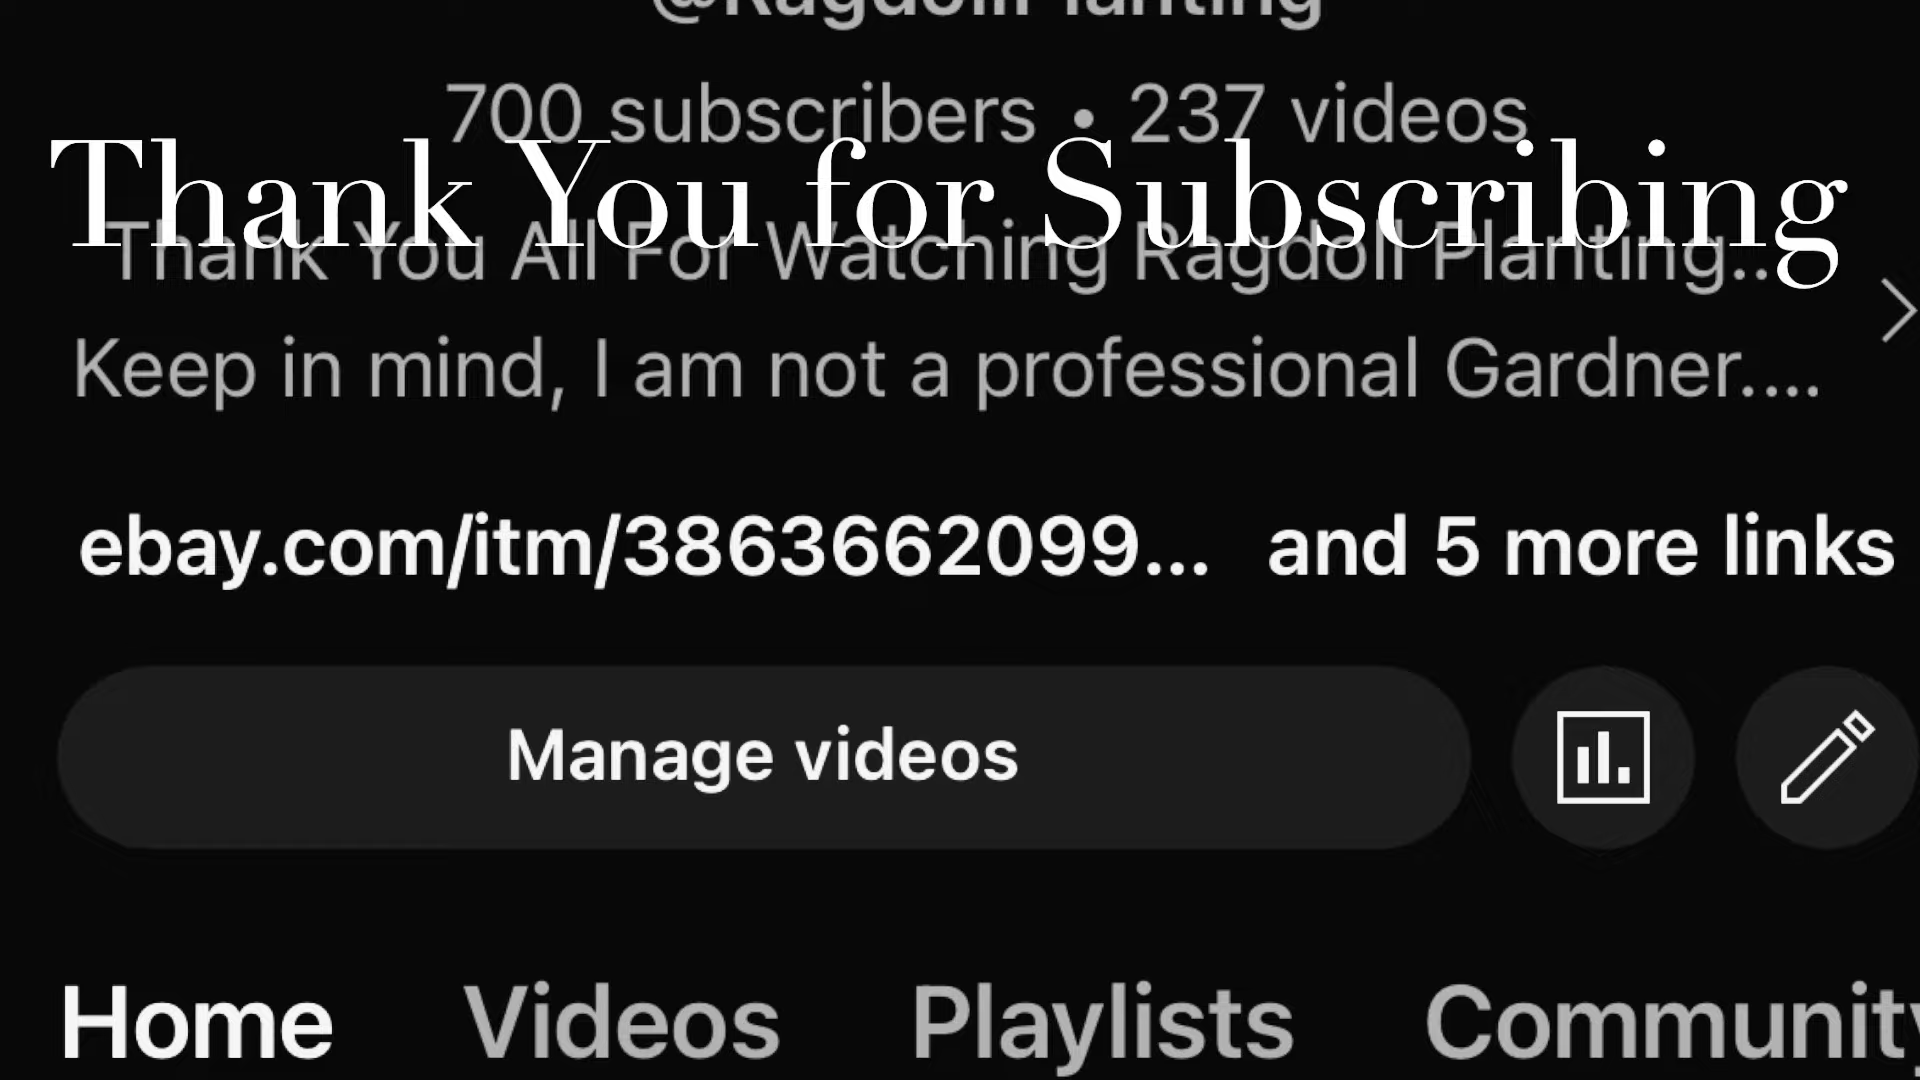 @RagdollPlanting
700 subscribers • 237 videos
Thank You for Subscribing
Thank You All For Watching Ragdoll Planting..
Keep in mind, I am not a professional Gardner....
ebay.com/itm/3863662099... and 5 more links
Manage videos
Home Videos Playlists Community